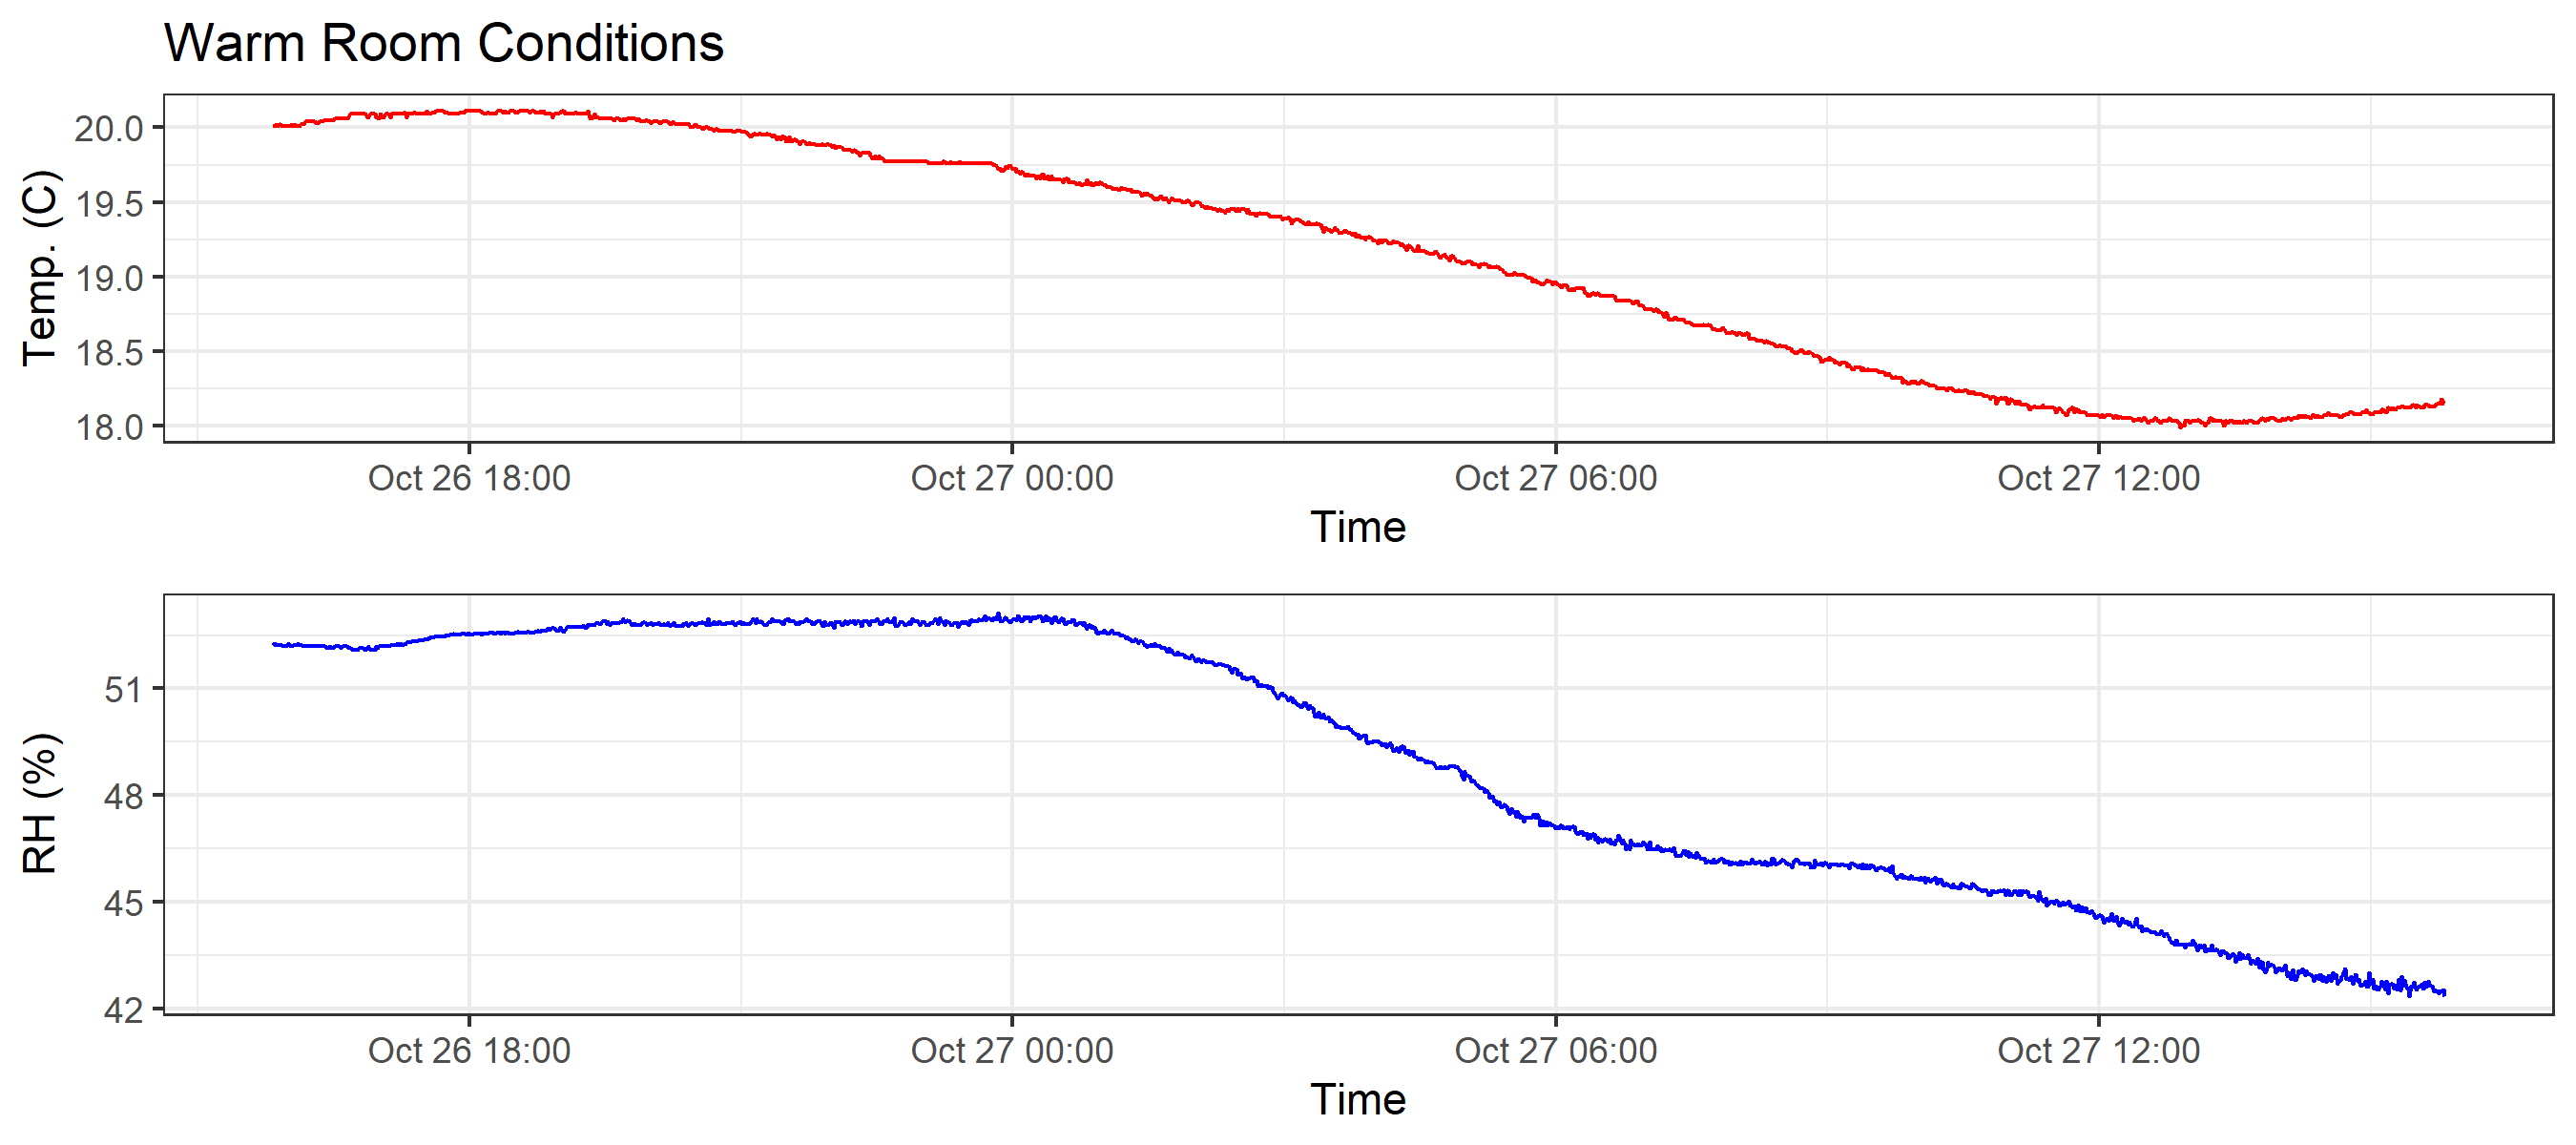 Warm Room Conditions
Temp. (C)
20.0
19.5
19.0
18.5
18.0
Oct 26 18:00 Oct 27 00:00 Oct 27 06:00 Oct 27 12:00
Time
RH (%)
51
48
45
42
Oct 26 18:00 Oct 27 00:00 Oct 27 06:00 Oct 27 12:00
Time